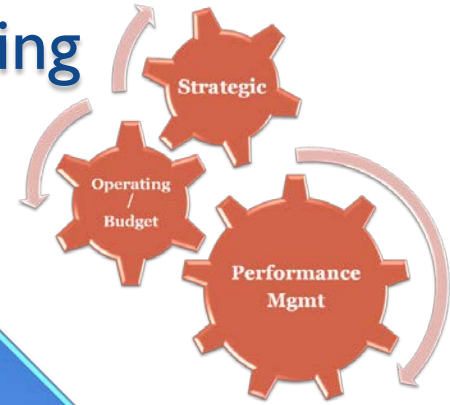 ing
Strategic
Operating
/
Budget
Performance
Mgmt